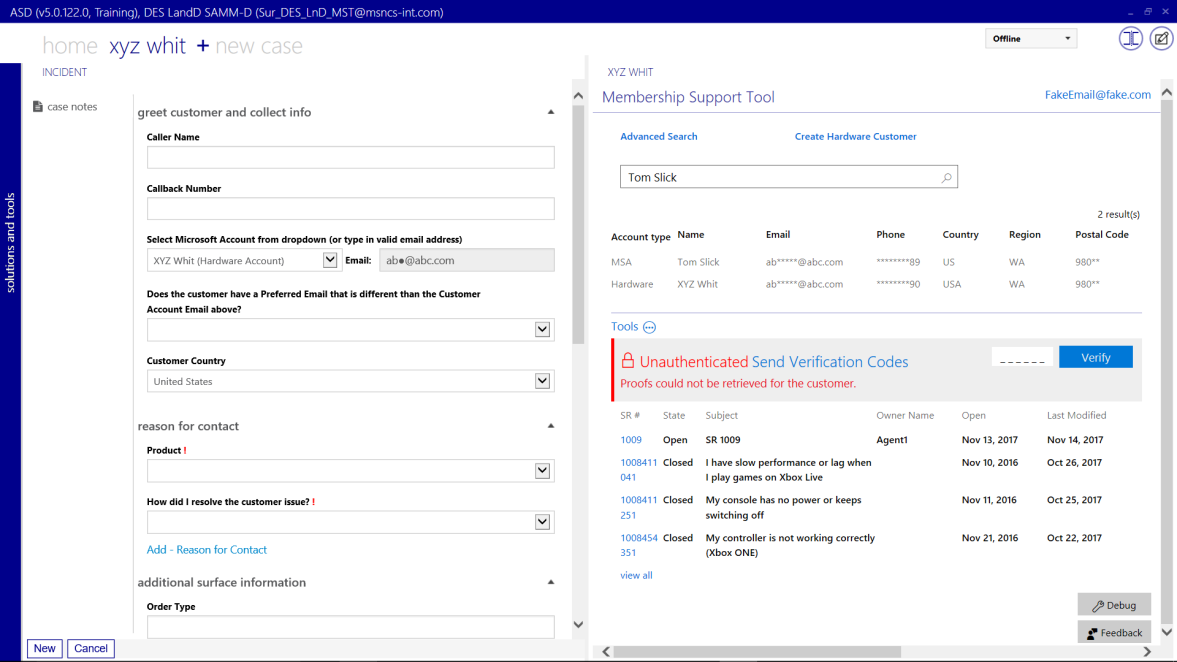 ASD (v5.0.122.0, Training), DES LandD SAMM-D (Sur_DES_LnD_MST@msncs-int.com)
home xyz whit + new case
Offline
solutions and tools
INCIDENT
case notes
greet customer and collect info
Caller Name
Callback Number
Select Microsoft Account from dropdown (or type in valid email address)
XYZ Whit (Hardware Account) Email: ab●@abc.com
Does the customer have a Preferred Email that is different than the Customer
Account Email above?
Customer Country
United States
reason for contact
Product !
How did I resolve the customer issue? !
Add - Reason for Contact
additional surface information
Order Type
New Cancel
XYZ WHIT
Membership Support Tool FakeEmail@fake.com
Advanced Search Create Hardware Customer
Tom Slick
2 result(s)
Account type Name Email Phone Country Region Postal Code
MSA Tom Slick ab*****@abc.com ********89 US WA 980**
Hardware XYZ Whit ab*****@abc.com ********90 USA WA 980**
Tools
Unauthenticated Send Verification Codes _ _ _ _ _ _ Verify
Proofs could not be retrieved for the customer.
SR # State Subject Owner Name Open Last Modified
1009 Open SR 1009 Agent1 Nov 13, 2017 Nov 14, 2017
1008411 Closed I have slow performance or lag when Nov 10, 2016 Oct 26, 2017
041 I play games on Xbox Live
1008411 Closed My console has no power or keeps Nov 11, 2016 Oct 25, 2017
251 switching off
1008454 Closed My controller is not working correctly Nov 21, 2016 Oct 22, 2017
351 (Xbox ONE)
view all
Debug
Feedback